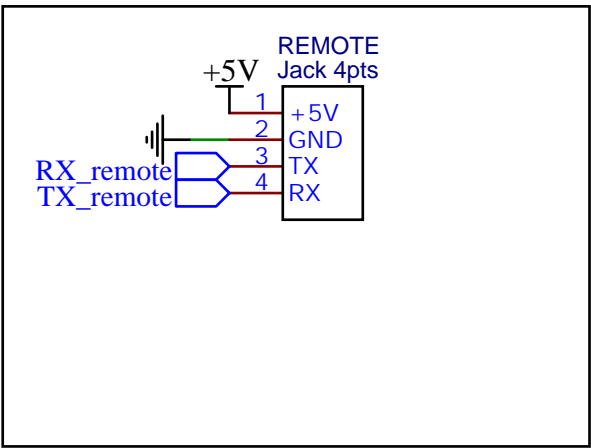 REMOTE
+5V Jack 4pts
1 +5V
2 GND
RX_remote 3 TX
TX_remote 4 RX